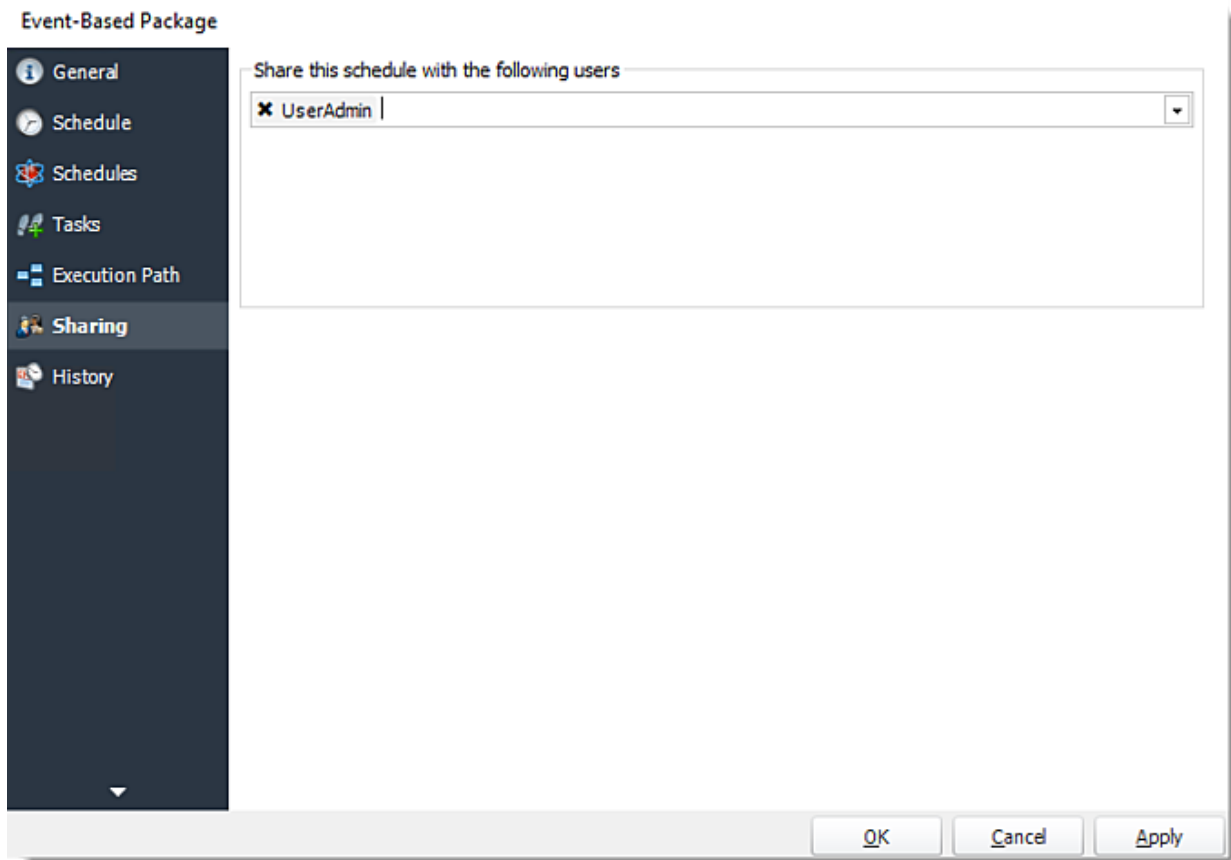 Event-Based Package
General
Schedule
Schedules
Tasks
Execution Path
Sharing
History
Share this schedule with the following users
UserAdmin
OK
Cancel
Apply